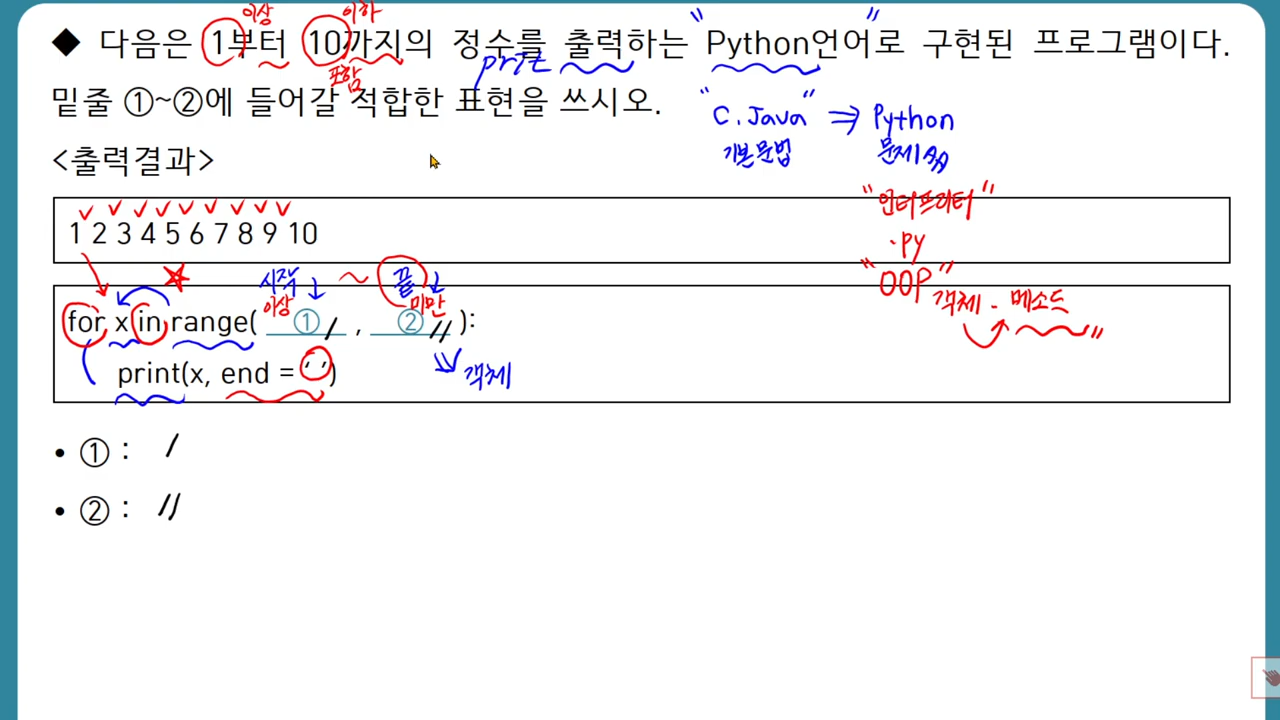 이상 이하 " "
◆ 다음은 1부터 10까지의 정수를 출력하는 Python언어로 구현된 프로그램이다.
포함
밑줄 ①~②에 들어갈 적합한 표현을 쓰시오.
"C, Java" ⇒ Python
기본문법
<출력결과>
"인터프리터"
1 2 3 4 5 6 7 8 9 10
.py
"OOP"
시작 ~ 끝
객체 - 메소드"
이상 미만
for x in range( ① 1 , ② 11 ):
print(x, end = ' ')
객체
• ① : 1
• ② : 11